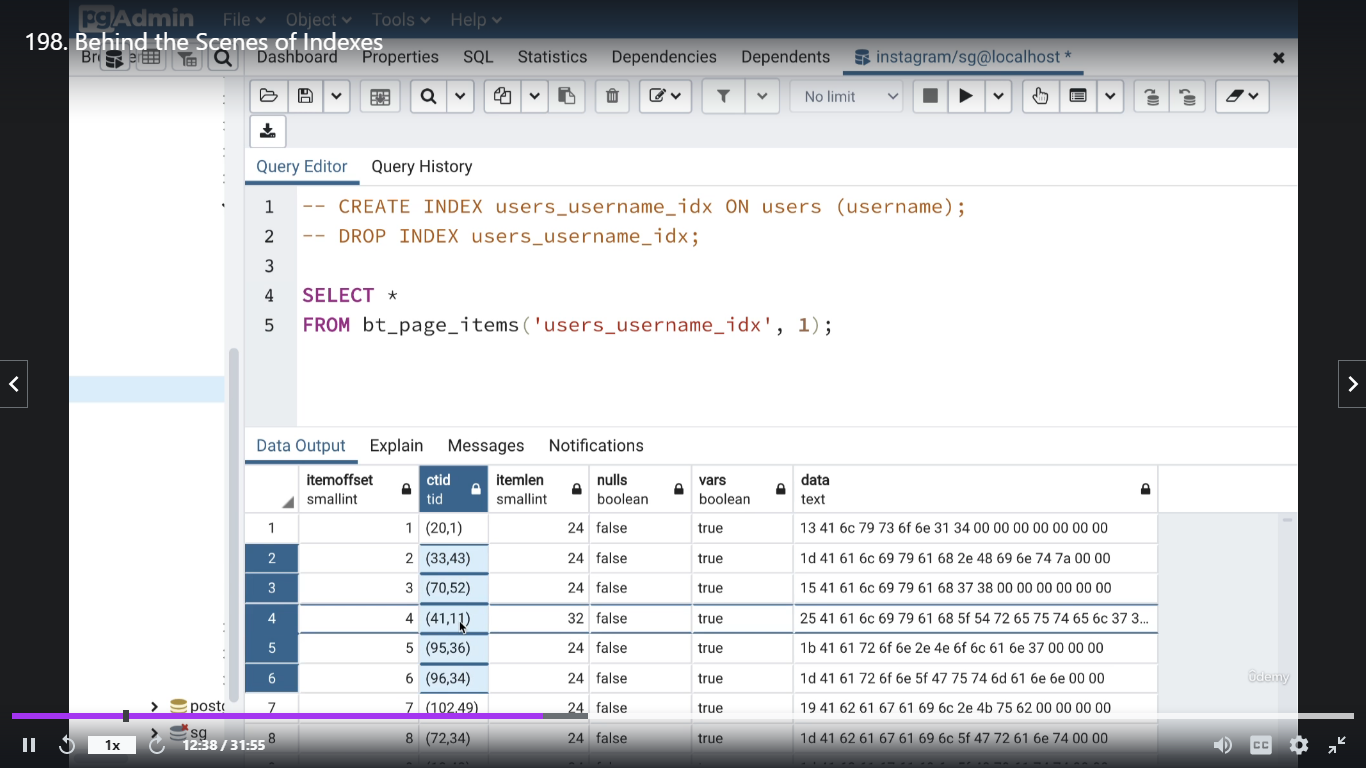 pgAdmin File Object Tools Help
198. Behind the Scenes of Indexes
Dashboard Properties SQL Statistics Dependencies Dependents instagram/sg@localhost *
No limit
Query Editor Query History
1 -- CREATE INDEX users_username_idx ON users (username);
2 -- DROP INDEX users_username_idx;
3
4 SELECT *
5 FROM bt_page_items('users_username_idx', 1);
Data Output Explain Messages Notifications
itemoffset ctid itemlen nulls vars data
smallint tid smallint boolean boolean text
1 1 (20,1) 24 false true 13 41 6c 79 73 6f 6e 31 34 00 00 00 00 00 00 00
2 2 (33,43) 24 false true 1d 41 61 6c 69 79 61 68 2e 48 69 6e 74 7a 00 00
3 3 (70,52) 24 false true 15 41 61 6c 69 79 61 68 37 38 00 00 00 00 00 00
4 4 (41,11) 32 false true 25 41 61 6c 69 79 61 68 5f 54 72 65 75 74 65 6c 37 3...
5 5 (95,36) 24 false true 1b 41 61 72 6f 6e 2e 4e 6f 6c 61 6e 37 00 00 00
6 6 (96,34) 24 false true 1d 41 61 72 6f 6e 5f 47 75 74 6d 61 6e 6e 00 00
ûdemy
posto
7 7 (102,49) 24 false true 19 41 62 61 67 61 69 6c 2e 4b 75 62 00 00 00 00
sg
8 8 (72,34) 24 false true 1d 41 62 61 67 61 69 6c 5f 47 72 61 6e 74 00 00
1x 12:38 / 31:55 CC